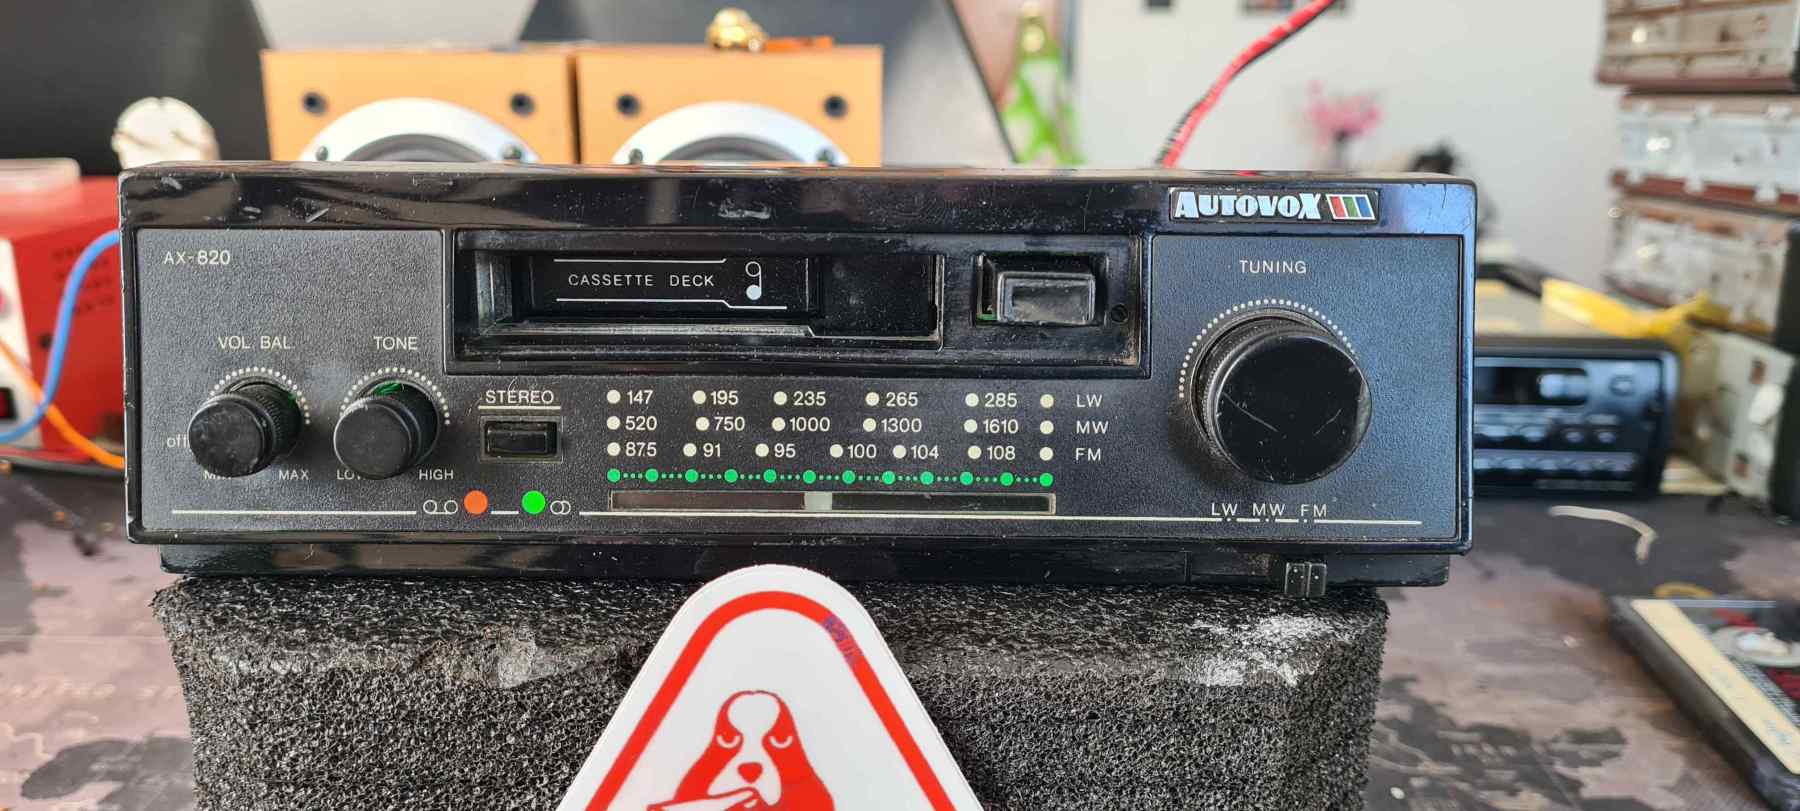 AUTOVOX
AX-820
CASSETTE DECK
TUNING
VOL BAL
TONE
STEREO
147 195 235 265 285 LW
520 750 1000 1300 1610 MW
87.5 91 95 100 104 108 FM
off
MAX
HIGH
LW MW FM